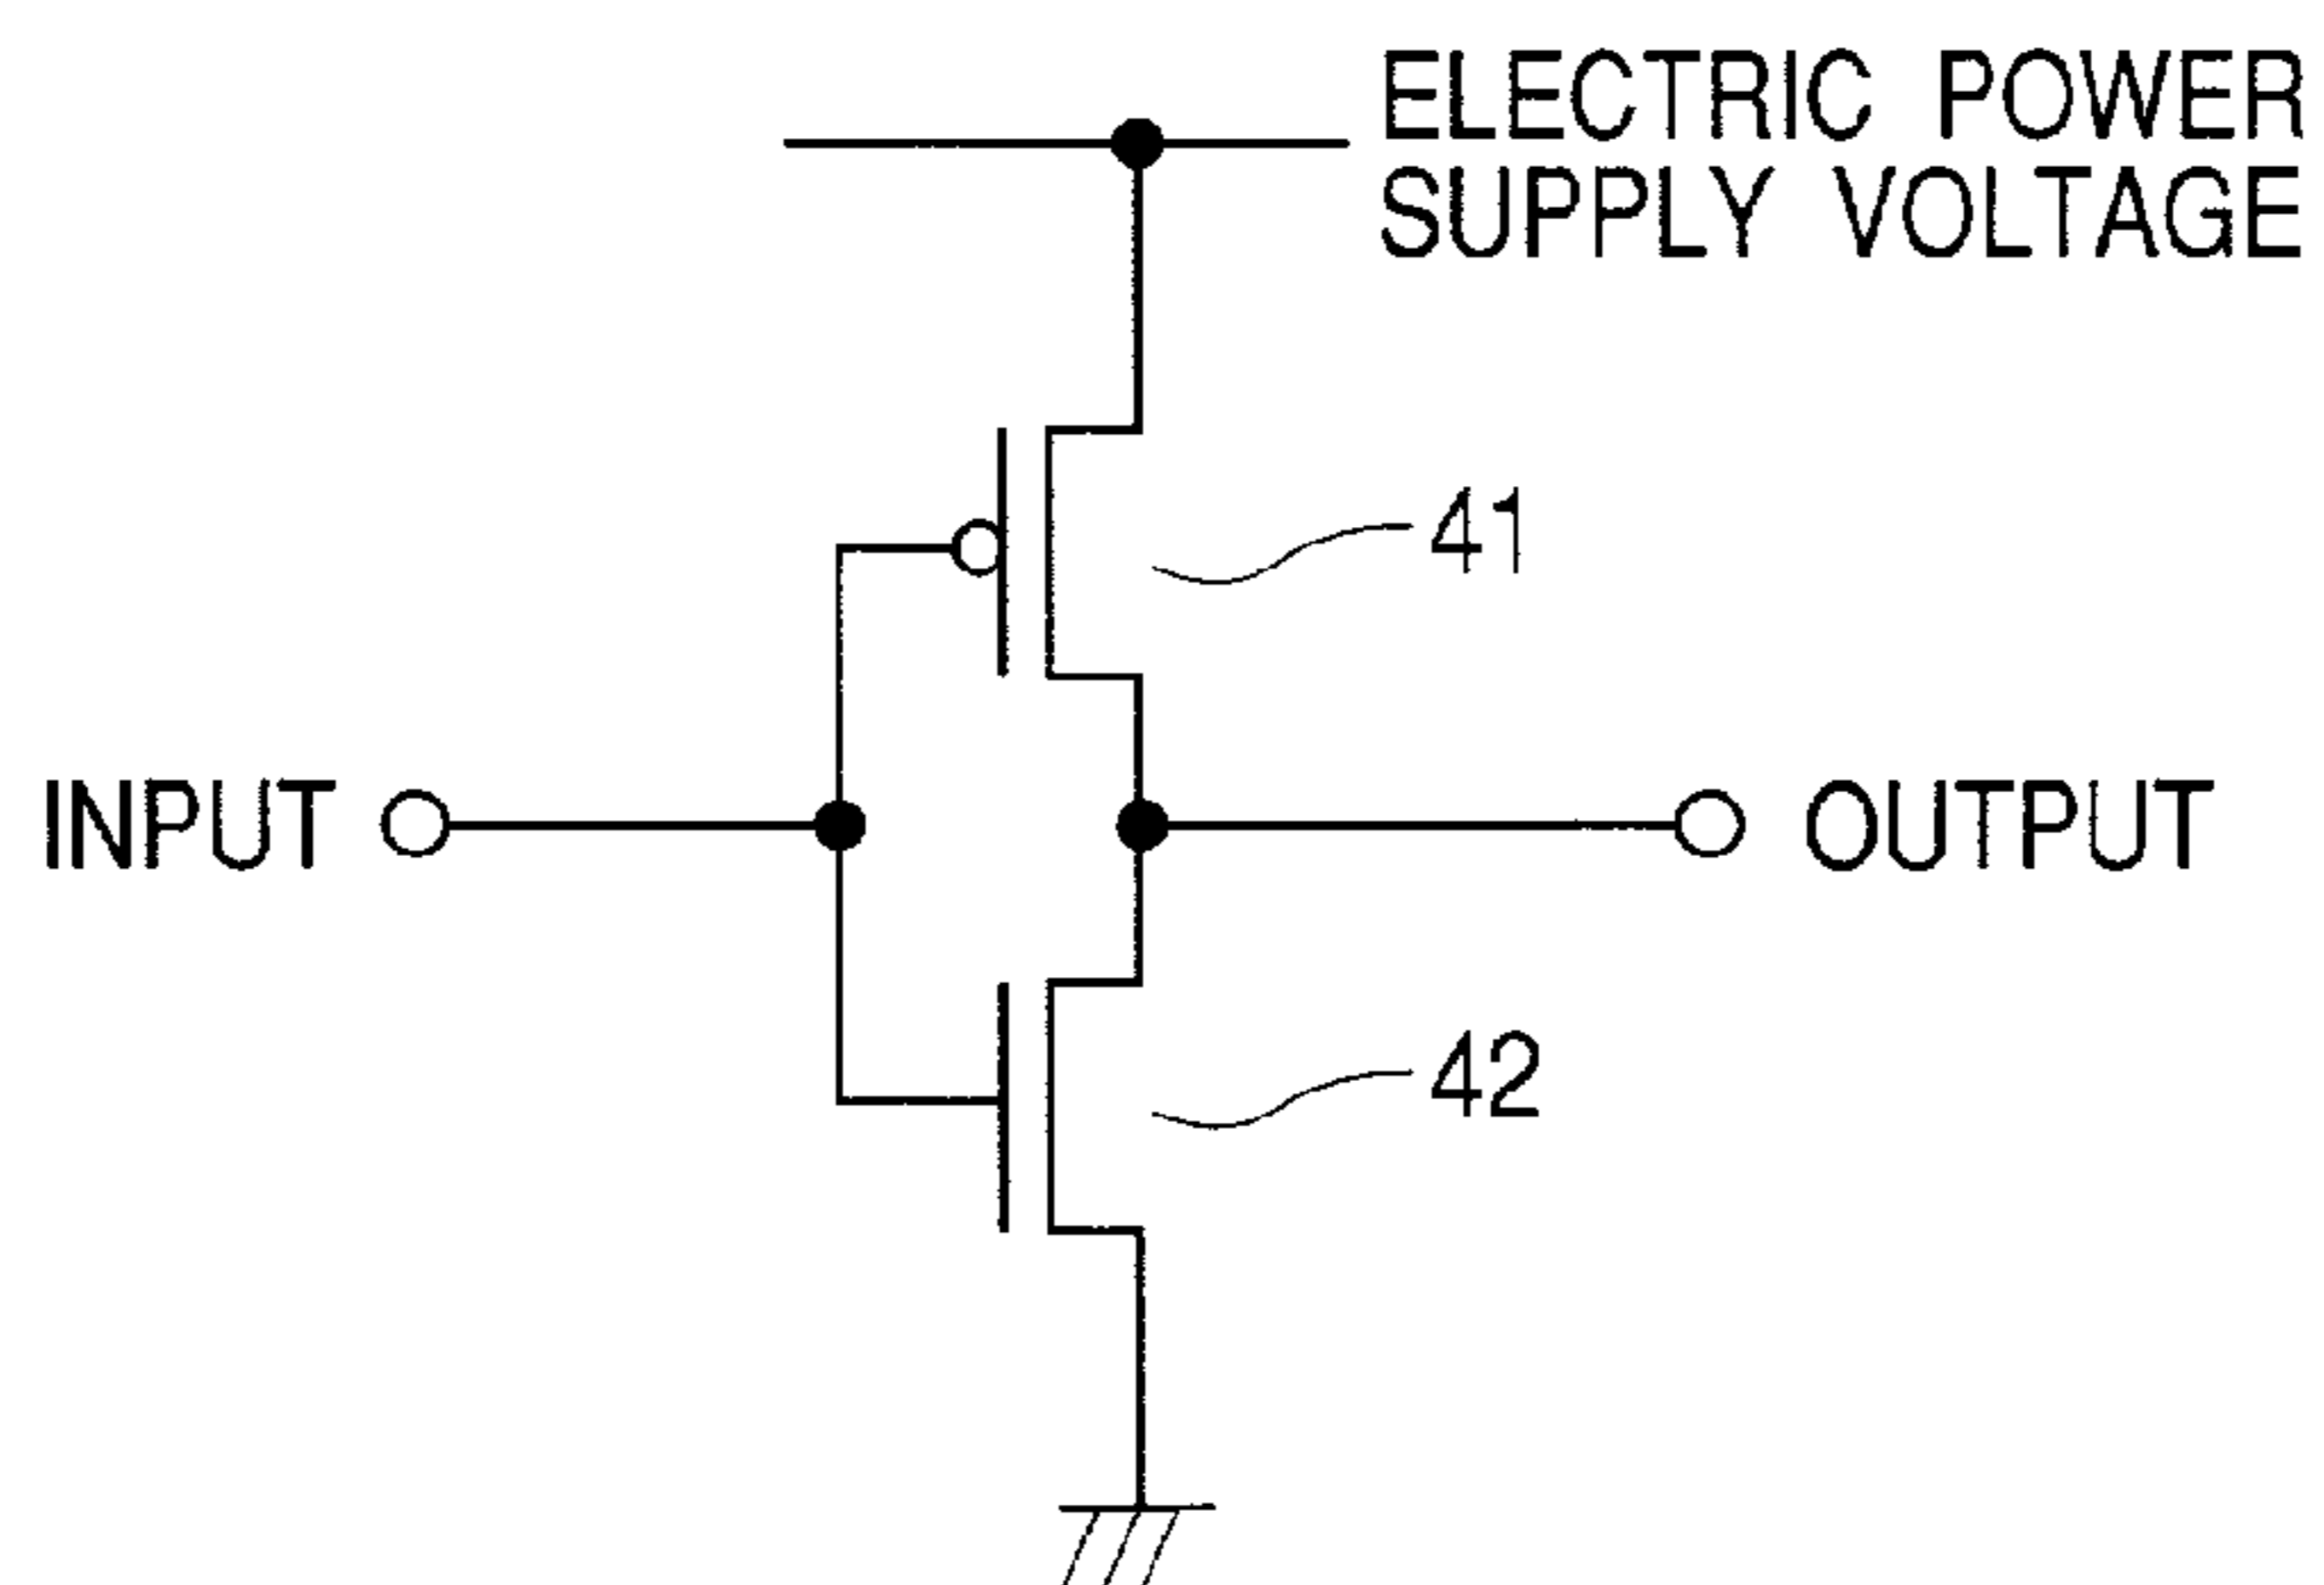 ELECTRIC POWER
SUPPLY VOLTAGE
41
INPUT
OUTPUT
42